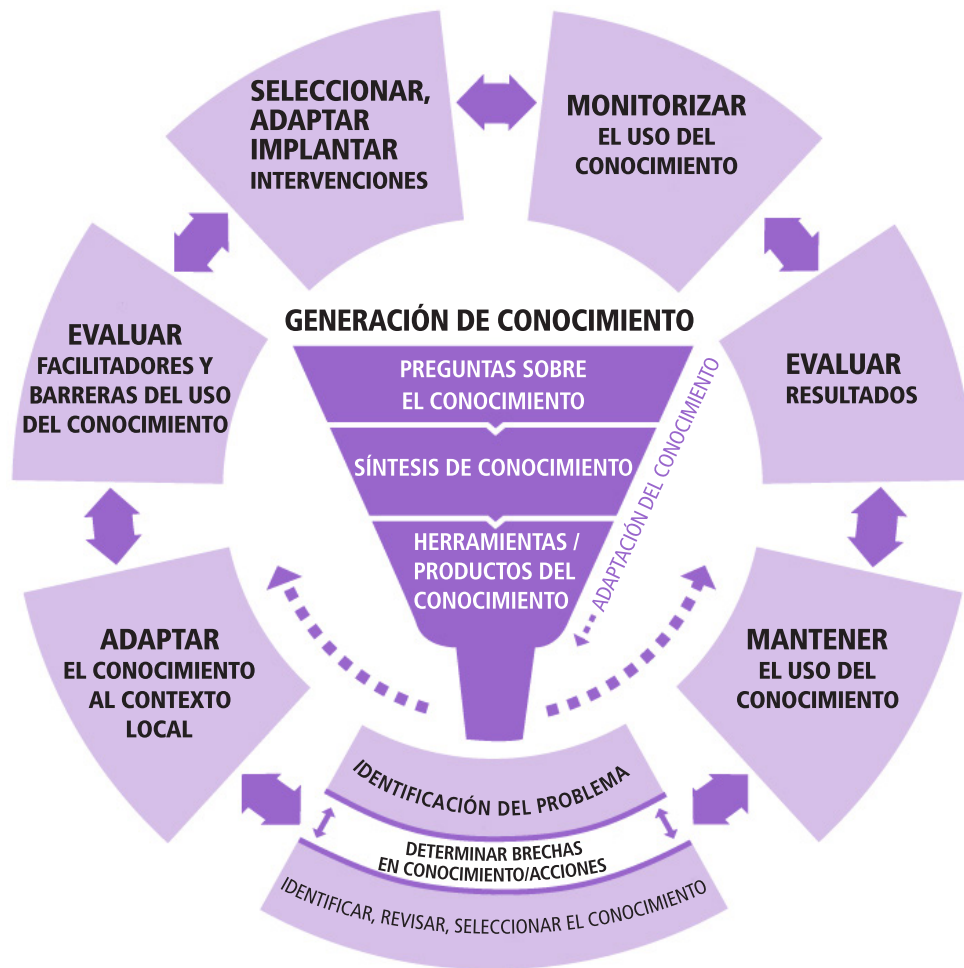 SELECCIONAR,
ADAPTAR
IMPLANTAR
INTERVENCIONES
MONITORIZAR
EL USO DEL
CONOCIMIENTO
EVALUAR
FACILITADORES Y
BARRERAS DEL USO
DEL CONOCIMIENTO
GENERACIÓN DE CONOCIMIENTO
PREGUNTAS SOBRE
EL CONOCIMIENTO
SÍNTESIS DE CONOCIMIENTO
HERRAMIENTAS /
PRODUCTOS DEL
CONOCIMIENTO
ADAPTACIÓN DEL CONOCIMIENTO
EVALUAR
RESULTADOS
ADAPTAR
EL CONOCIMIENTO
AL CONTEXTO
LOCAL
MANTENER
EL USO DEL
CONOCIMIENTO
IDENTIFICACIÓN DEL PROBLEMA
DETERMINAR BRECHAS
EN CONOCIMIENTO/ACCIONES
IDENTIFICAR, REVISAR, SELECCIONAR EL CONOCIMIENTO